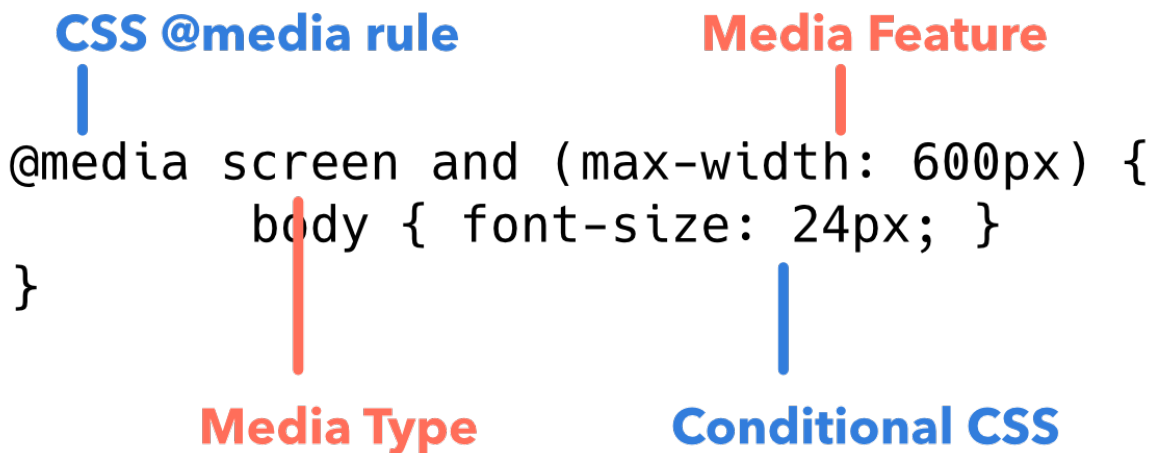 CSS @media rule
Media Feature
@media screen and (max-width: 600px) {
body { font-size: 24px; }
}
Media Type
Conditional CSS